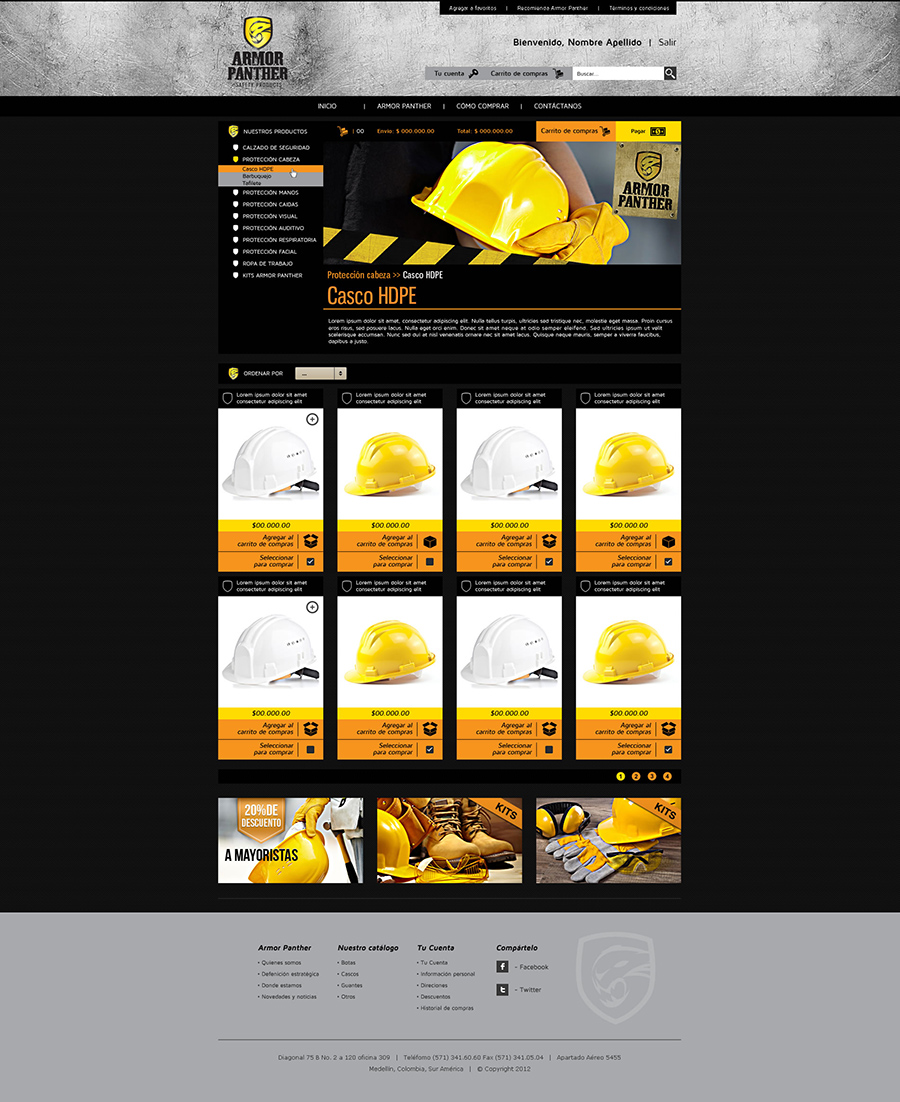 Agregar a favoritos | Recomienda Armor Panther | Términos y condiciones
Bienvenido, Nombre Apellido | Salir
ARMOR
PANTHER
SAFETY PRODUCTS
Tu cuenta
Carrito de compras
Buscar...
INICIO | ARMOR PANTHER | CÓMO COMPRAR | CONTÁCTANOS
NUESTROS PRODUCTOS
| 00
Envío: $ 000.000.00
Total: $ 000.000.00
Carrito de compras
Pagar
CALZADO DE SEGURIDAD
PROTECCIÓN CABEZA
Casco HDPE
Barbuquejo
Tafilete
PROTECCIÓN MANOS
PROTECCIÓN CAIDAS
PROTECCIÓN VISUAL
PROTECCIÓN AUDITIVO
PROTECCIÓN RESPIRATORIA
PROTECCIÓN FACIAL
ROPA DE TRABAJO
KITS ARMOR PANTHER
ARMOR
PANTHER
Protección cabeza >> Casco HDPE
Casco HDPE
Lorem ipsum dolor sit amet, consectetur adipiscing elit. Nulla tellus turpis, ultricies sed tristique nec, molestie eget massa. Proin cursus
eros risus, sed posuere lacus. Nulla eget orci enim. Donec sit amet neque at odio semper eleifend. Sed ultricies ipsum ut velit
scelerisque accumsan. Nunc sed dui at nisl venenatis ornare nec sit amet lacus. Quisque neque mauris, semper a viverra faucibus,
dapibus a justo.
ORDENAR POR
...
Lorem ipsum dolor sit amet
consectetur adipiscing elit
Lorem ipsum dolor sit amet
consectetur adipiscing elit
Lorem ipsum dolor sit amet
consectetur adipiscing elit
Lorem ipsum dolor sit amet
consectetur adipiscing elit
$00.000.00
$00.000.00
$00.000.00
$00.000.00
Agregar al
carrito de compras
Agregar al
carrito de compras
Agregar al
carrito de compras
Agregar al
carrito de compras
Seleccionar
para comprar
Seleccionar
para comprar
Seleccionar
para comprar
Seleccionar
para comprar
Lorem ipsum dolor sit amet
consectetur adipiscing elit
Lorem ipsum dolor sit amet
consectetur adipiscing elit
Lorem ipsum dolor sit amet
consectetur adipiscing elit
Lorem ipsum dolor sit amet
consectetur adipiscing elit
$00.000.00
$00.000.00
$00.000.00
$00.000.00
Agregar al
carrito de compras
Agregar al
carrito de compras
Agregar al
carrito de compras
Agregar al
carrito de compras
Seleccionar
para comprar
Seleccionar
para comprar
Seleccionar
para comprar
Seleccionar
para comprar
1 2 3 4
20% DE
DESCUENTO
A MAYORISTAS
KITS
KITS
Armor Panther
• Quienes somos
• Defenición estratégica
• Donde estamos
• Novedades y noticias
Nuestro catálogo
• Botas
• Cascos
• Guantes
• Otros
Tu Cuenta
• Tu Cuenta
• Información personal
• Direciones
• Descuentos
• Historial de compras
Compártelo
- Facebook
- Twitter
Diagonal 75 B No. 2 a 120 oficina 309 | Teléfomo (571) 341.60.60 Fax (571) 341.05.04 | Apartado Aéreo 5455
Medellín, Colombia, Sur América | © Copyright 2012